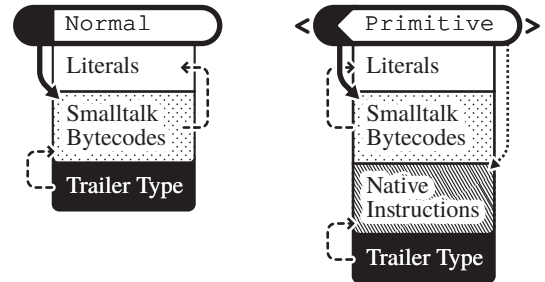 Normal
Literals
Smalltalk
Bytecodes
Trailer Type
< Primitive >
Literals
Smalltalk
Bytecodes
Native
Instructions
Trailer Type